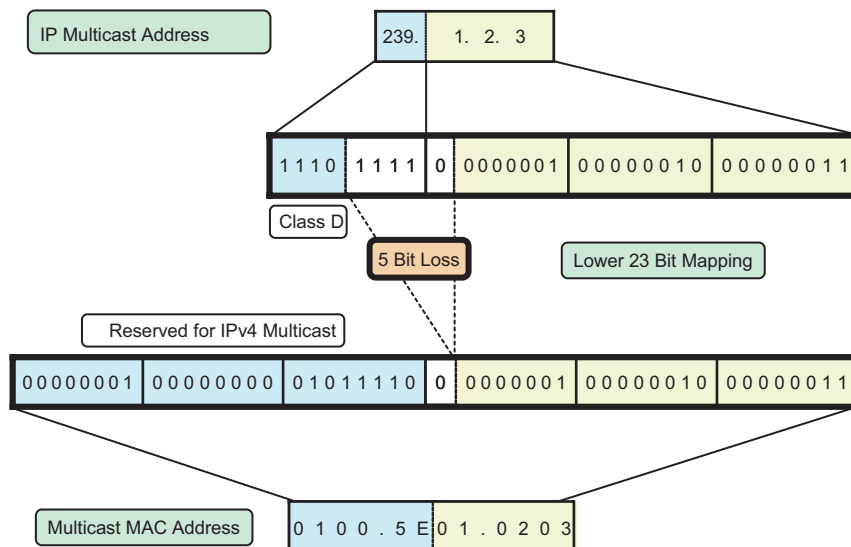 IP Multicast Address
239. 1. 2. 3
1110 1111 0 0000001 00000010 00000011
Class D
5 Bit Loss
Lower 23 Bit Mapping
Reserved for IPv4 Multicast
00000001 00000000 01011110 0 0000001 00000010 00000011
Multicast MAC Address
0100.5E01.0203